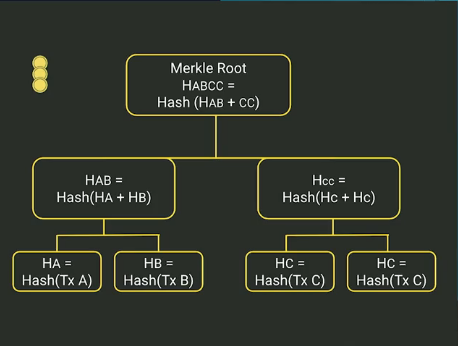 Merkle Root
HABCC =
Hash (HAB + CC)
HAB =
Hash(HA + HB)
Hcc =
Hash(Hc + Hc)
HA =
Hash(Tx A)
HB =
Hash(Tx B)
HC =
Hash(Tx C)
HC =
Hash(Tx C)